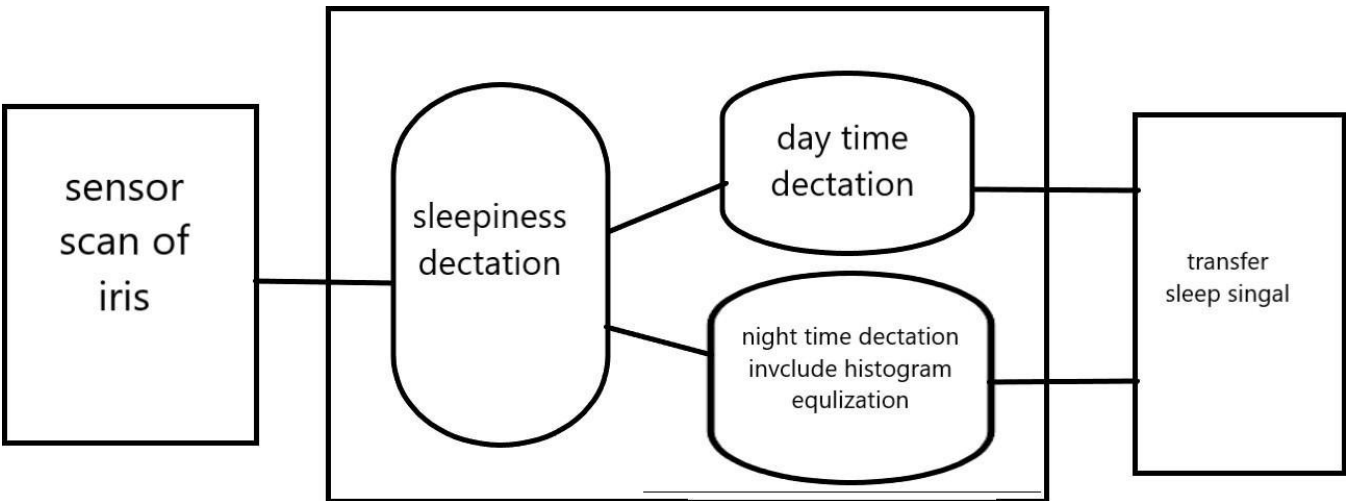 sensor
scan of
iris
sleepiness
dectation
day time
dectation
night time dectation
invclude histogram
equlization
transfer
sleep singal